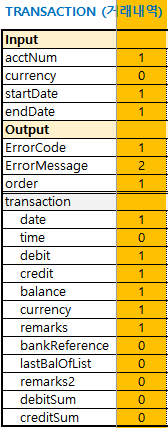 TRANSACTION (거래내역)
Input
acctNum 1
currency 0
startDate 1
endDate 1
Output
ErrorCode 1
ErrorMessage 2
order 1
transaction
date 1
time 0
debit 1
credit 1
balance 1
currency 1
remarks 1
bankReference 0
lastBalOfList 0
remarks2 0
debitSum 0
creditSum 0